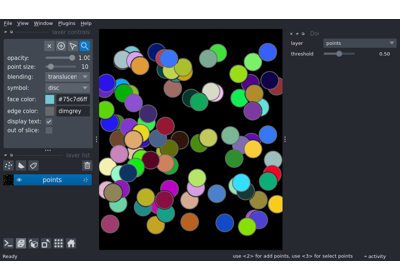 File View Window Plugins Help
layer controls
opacity: 1.00
point size: 10
blending: translucen
symbol: disc
face color: #75c7d6ff
edge color: dimgrey
display text:
out of slice:
layer list
points
layer points
threshold 0.50
Ready
use <2> for add points, use <3> for select points
activity